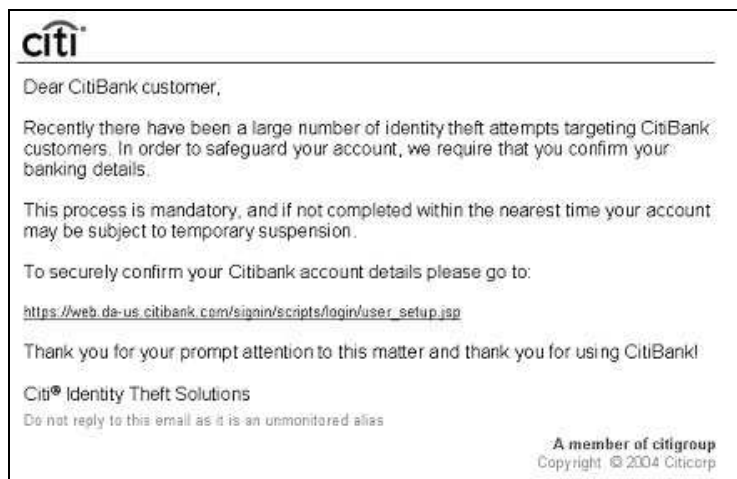 citi®
Dear CitiBank customer,
Recently there have been a large number of identity theft attempts targeting CitiBank
customers. In order to safeguard your account, we require that you confirm your
banking details.
This process is mandatory, and if not completed within the nearest time your account
may be subject to temporary suspension.
To securely confirm your Citibank account details please go to:
https://web.da-us.citibank.com/signin/scripts/login/user_setup.jsp
Thank you for your prompt attention to this matter and thank you for using CitiBank!
Citi® Identity Theft Solutions
Do not reply to this email as it is an unmonitored alias
A member of citigroup
Copyright © 2004 Citicorp